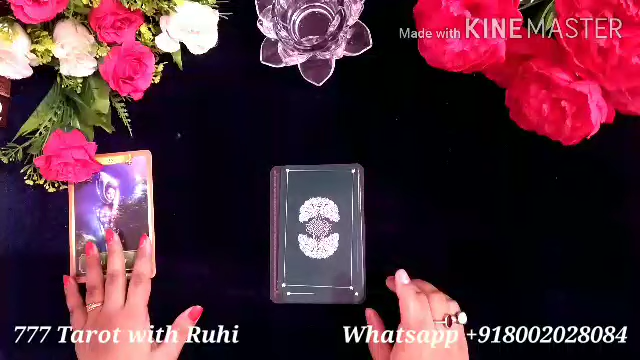 Made with KINEMASTER
777 Tarot with Ruhi
Whatsapp +918002028084